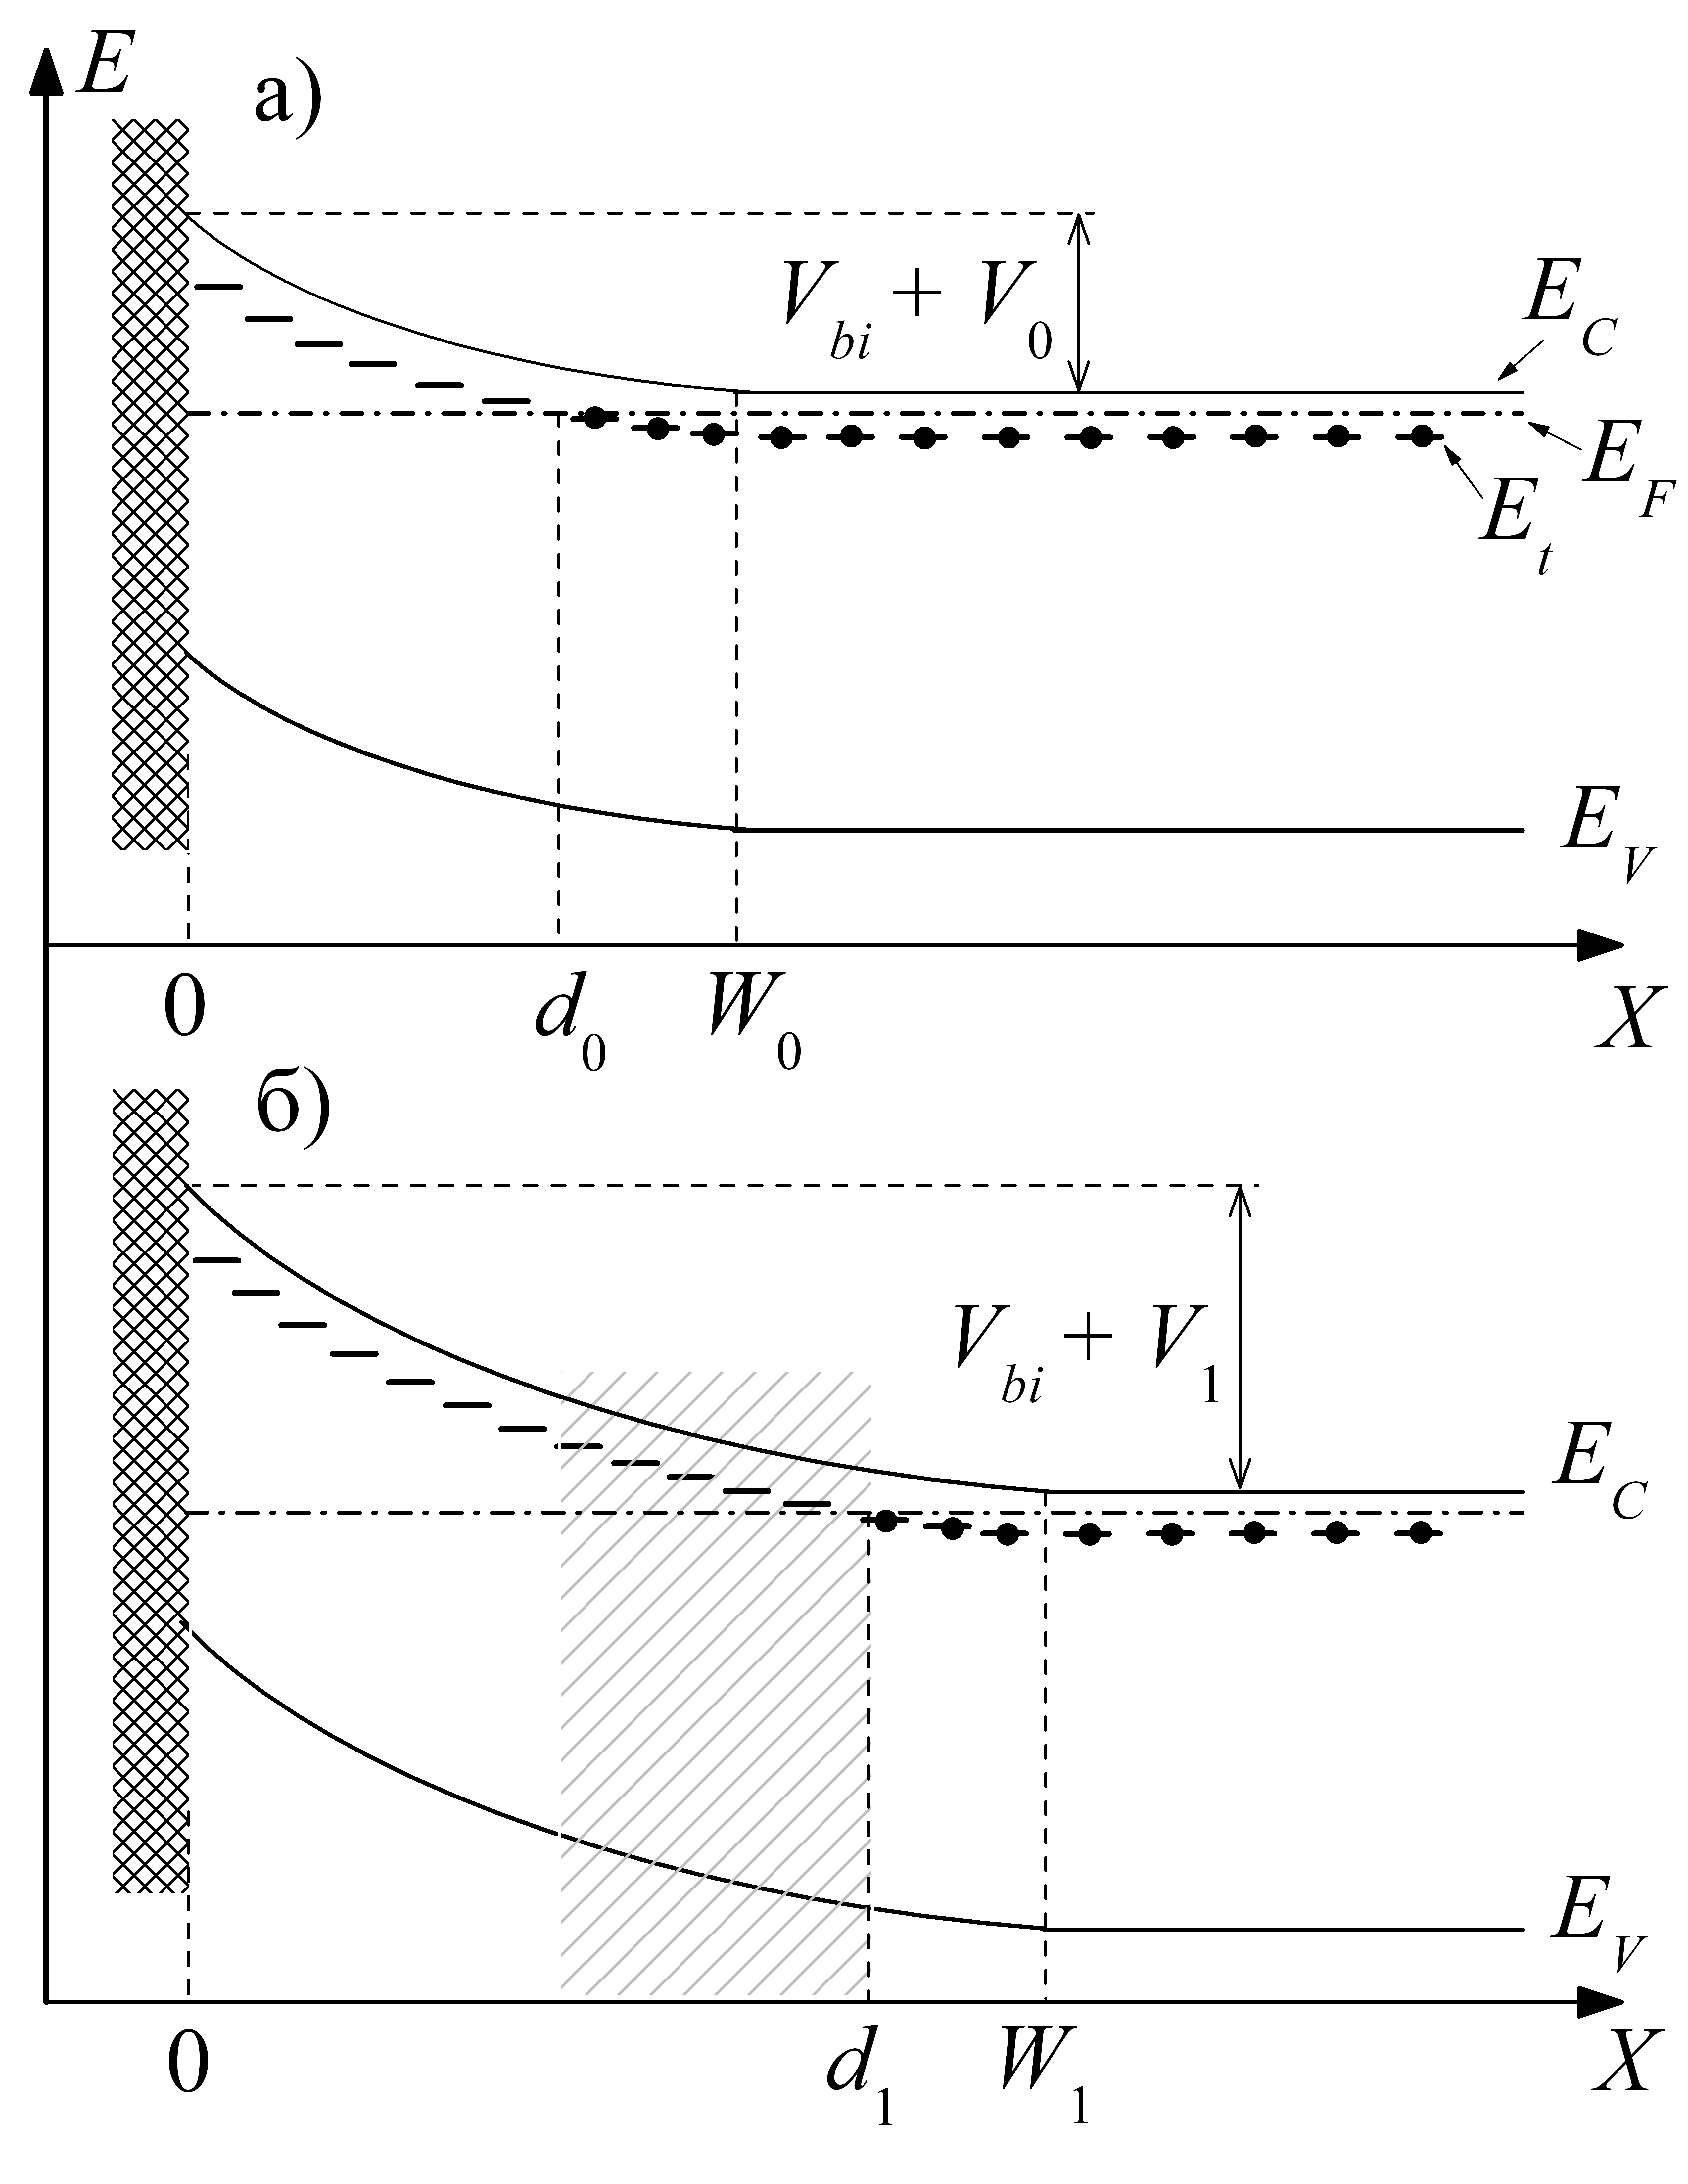 E
а)
V_bi + V_0
E_C
E_F
E_t
E_V
0 d_0 W_0 X
б)
V_bi + V_1
E_C
E_V
0 d_1 W_1 X